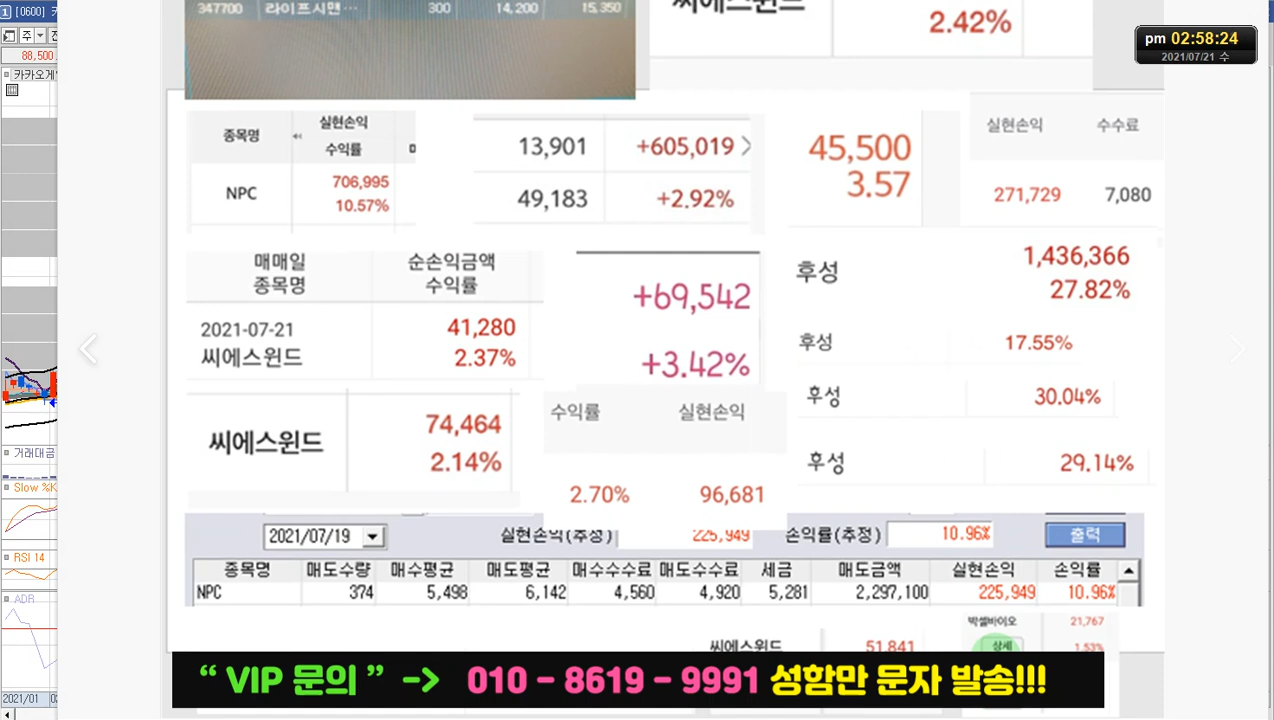 [0600]
주
88,500
카카오게
거래대금
Slow %K
RSI 14
ADR
2021/01
347700 라이프시맨… 300 14,200 15,350
씨에스윈드
2.42%
pm 02:58:24
2021/07/21 수
종목명 실현손익
수익률
NPC 706,995
10.57%
13,901 +605,019
49,183 +2.92%
45,500
3.57
실현손익 수수료
271,729 7,080
매매일 순손익금액
종목명 수익률
2021-07-21 41,280
씨에스윈드 2.37%
+69,542
+3.42%
후성 1,436,366
27.82%
후성 17.55%
후성 30.04%
후성 29.14%
씨에스윈드 74,464
2.14%
수익률 실현손익
2.70% 96,681
2021/07/19 실현손익(추정) 225,949 손익률(추정) 10.96% 출력
종목명 매도수량 매수평균 매도평균 매수수수료 매도수수료 세금 매도금액 실현손익 손익률
NPC 374 5,498 6,142 4,560 4,920 5,281 2,297,100 225,949 10.96%
씨에스윈드 51,841
박셀바이오 21,767
상세 1.53%
“ VIP 문의 ” -> 010 - 8619 - 9991 성함만 문자 발송!!!